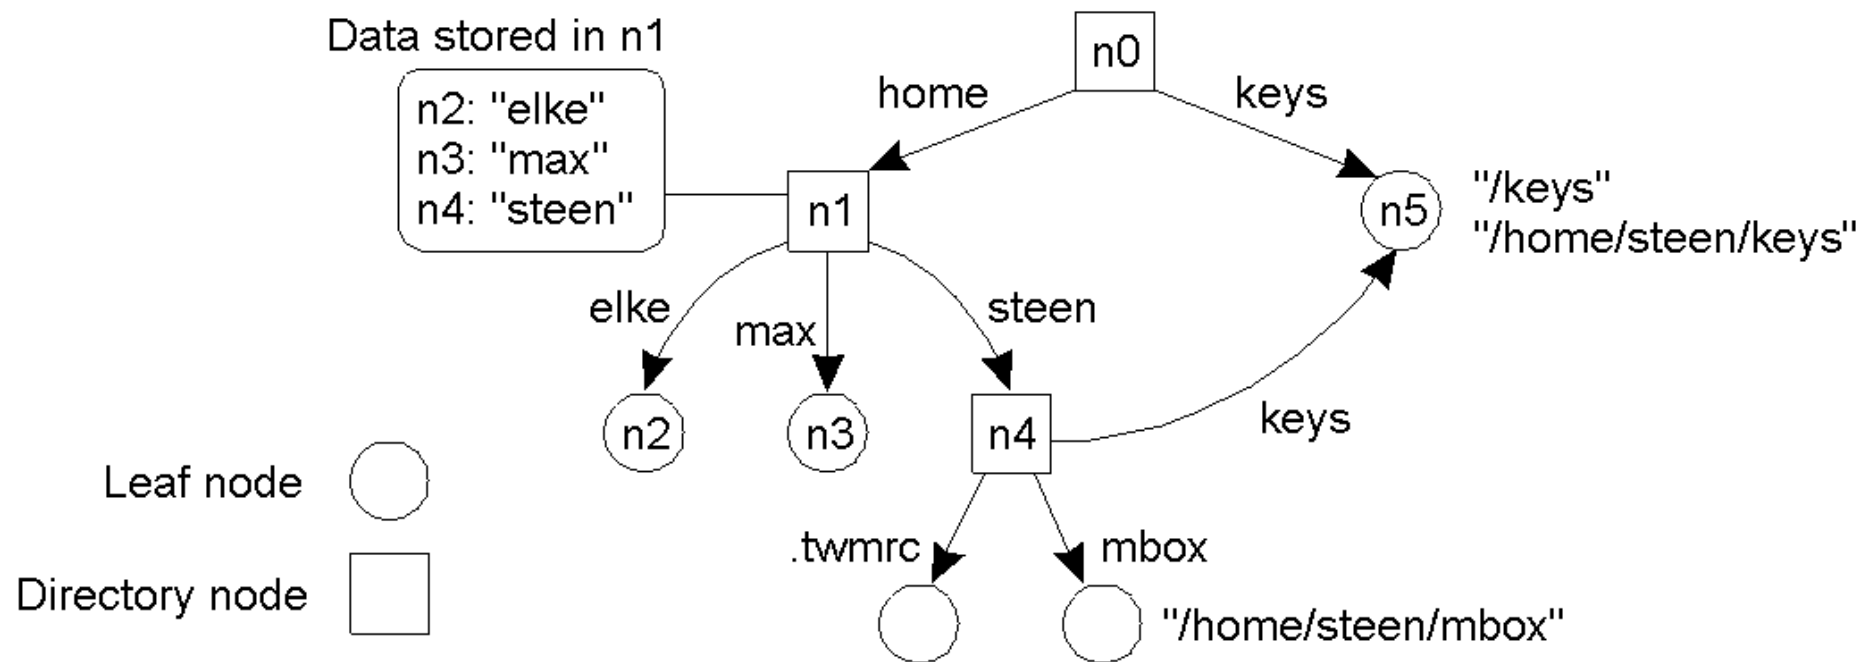 Data stored in n1
n2: "elke"
n3: "max"
n4: "steen"
n0
home
keys
n1
n5
"/keys"
"/home/steen/keys"
elke
max
steen
keys
n2
n3
n4
Leaf node
.twmrc
mbox
Directory node
"/home/steen/mbox"